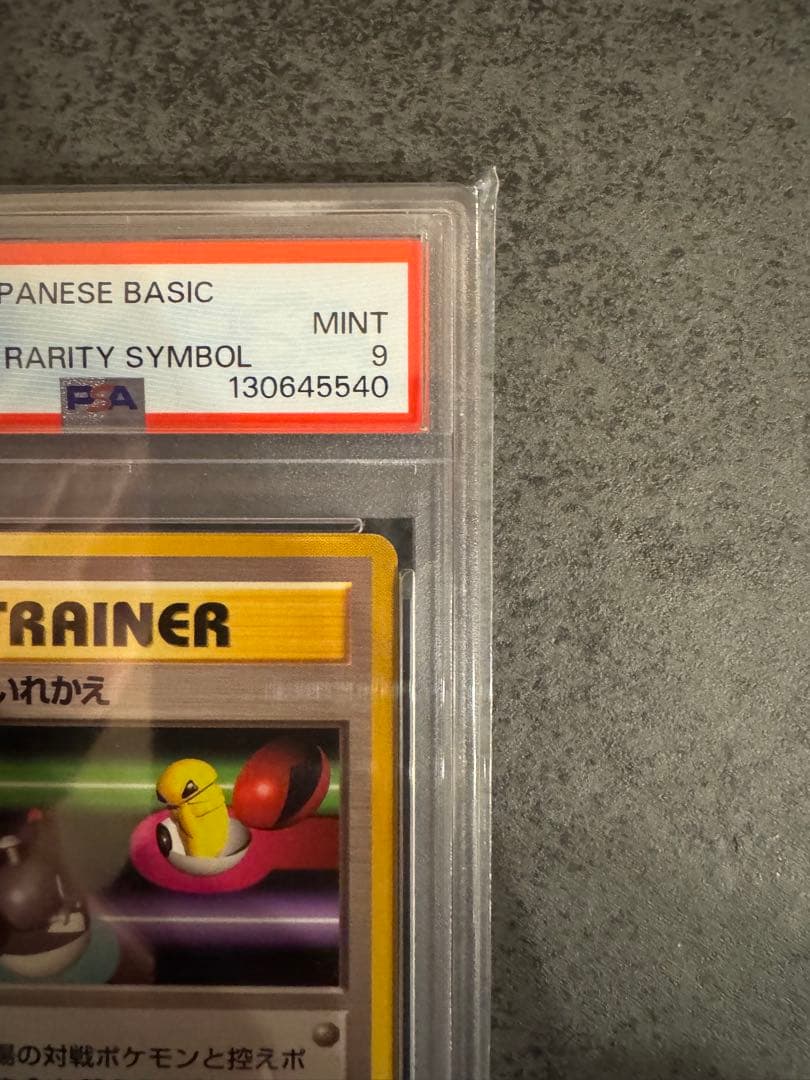 PANESE BASIC
MINT
RARITY SYMBOL 9
PSA 130645540
TRAINER
いれかえ
場の対戦ポケモンと控えポ